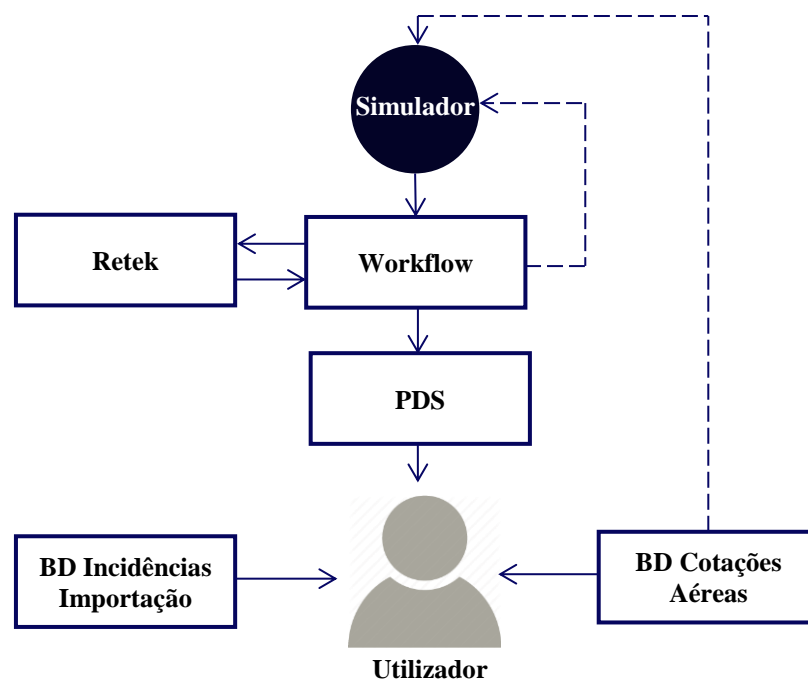 Simulador
Retek
Workflow
PDS
BD Incidências
Importação
BD Cotações
Aéreas
Utilizador